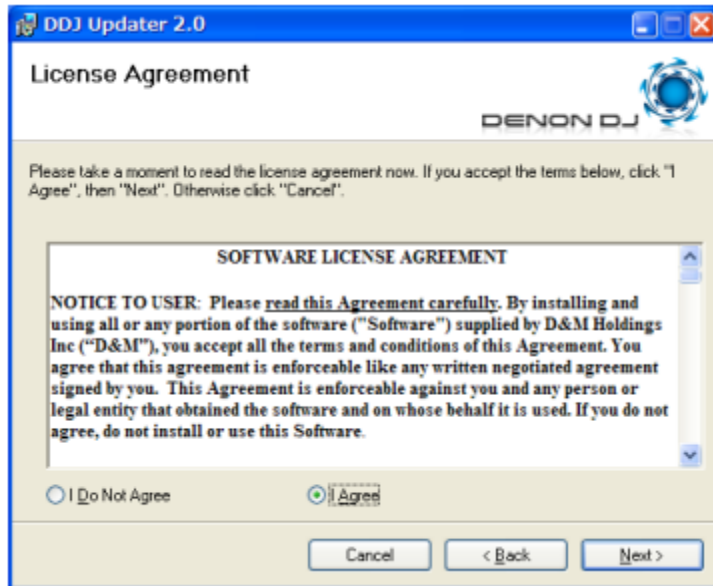 DDJ Updater 2.0
License Agreement
DENON DJ
Please take a moment to read the license agreement now. If you accept the terms below, click "I
Agree", then "Next". Otherwise click "Cancel".
SOFTWARE LICENSE AGREEMENT
NOTICE TO USER: Please read this Agreement carefully. By installing and
using all or any portion of the software ("Software") supplied by D&M Holdings
Inc (“D&M”), you accept all the terms and conditions of this Agreement. You
agree that this agreement is enforceable like any written negotiated agreement
signed by you. This Agreement is enforceable against you and any person or
legal entity that obtained the software and on whose behalf it is used. If you do not
agree, do not install or use this Software.
I Do Not Agree
I Agree
Cancel
< Back
Next >